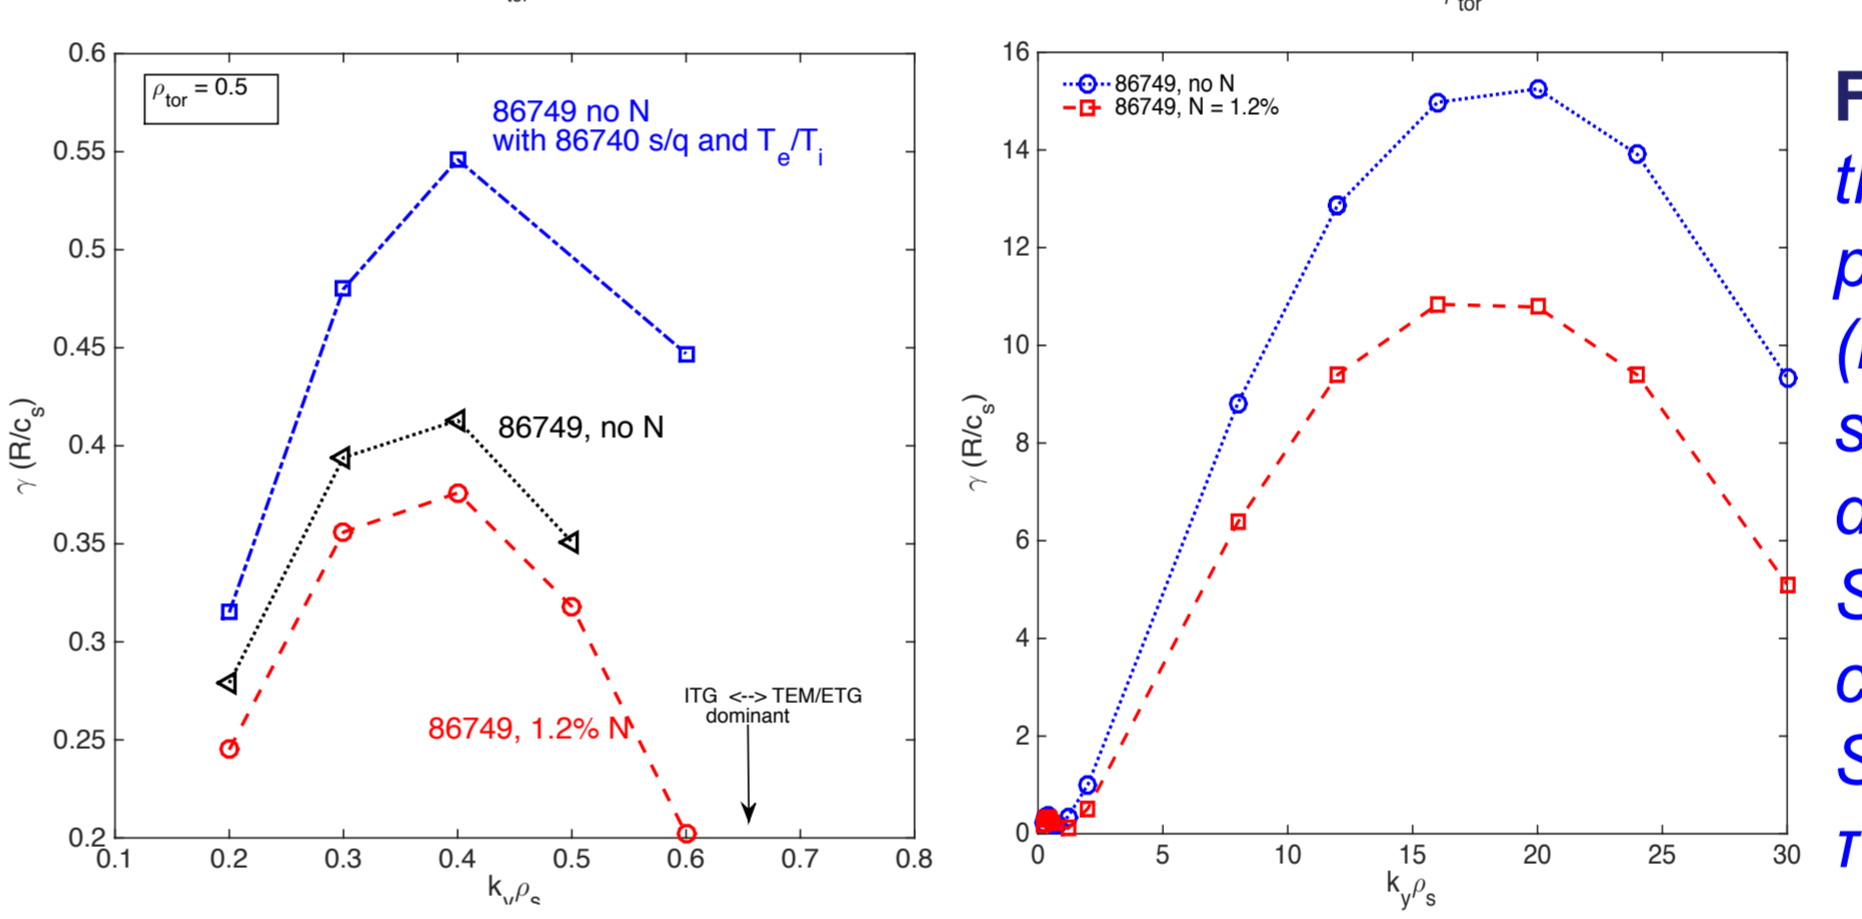 tor
ρtor
0.6
0.55
0.5
0.45
0.4
0.35
0.3
0.25
0.2
γ (R/cs)
ρtor = 0.5
86749 no N
with 86740 s/q and Te/Ti
86749, no N
86749, 1.2% N
ITG <--> TEM/ETG
dominant
0.1 0.2 0.3 0.4 0.5 0.6 0.7 0.8
kyρs
16
14
12
10
8
6
4
2
0
γ (R/cs)
86749, no N
86749, N = 1.2%
0 5 10 15 20 25 30
kyρs
F
th
p
(
s
S
c
S